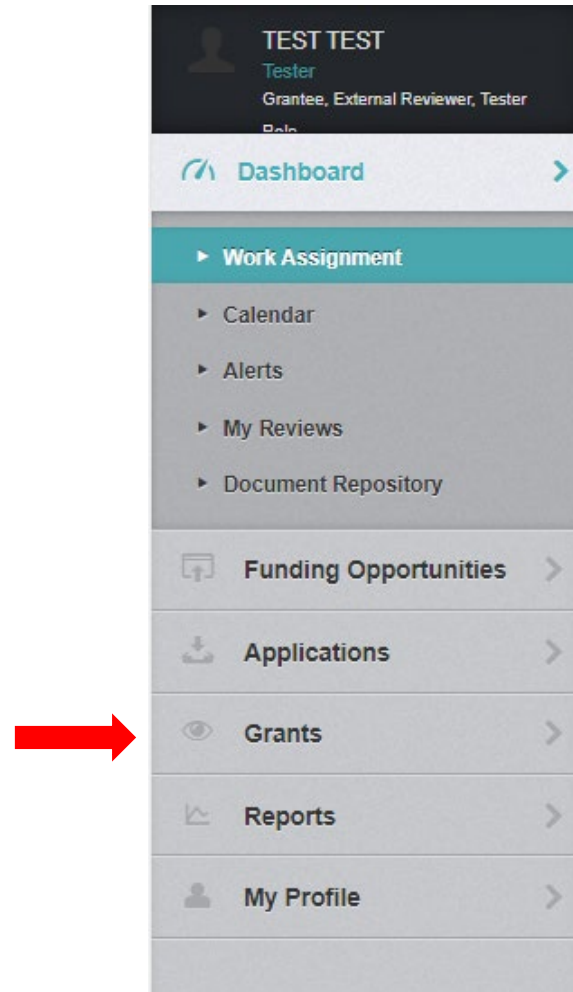 TEST TEST
Tester
Grantee, External Reviewer, Tester
Role
Dashboard
Work Assignment
Calendar
Alerts
My Reviews
Document Repository
Funding Opportunities
Applications
Grants
Reports
My Profile